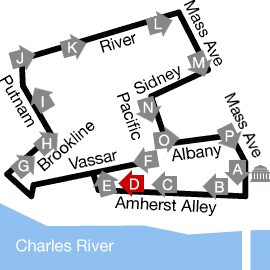 L
Mass Ave
River
K
J
M
Sidney
I
Putnam
N
Pacific
Mass Ave
H
Brookline
O
P
Albany
G
Vassar
F
A
E
D
C
B
Amherst Alley
Charles River